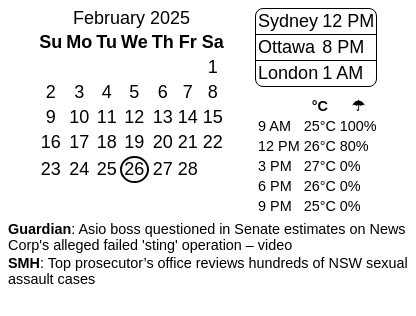 February 2025
Su Mo Tu We Th Fr Sa
1
2 3 4 5 6 7 8
9 10 11 12 13 14 15
16 17 18 19 20 21 22
23 24 25 26 27 28
Sydney 12 PM
Ottawa 8 PM
London 1 AM
°C ☂
9 AM 25°C 100%
12 PM 26°C 80%
3 PM 27°C 0%
6 PM 26°C 0%
9 PM 25°C 0%
Guardian: Asio boss questioned in Senate estimates on News
Corp's alleged failed 'sting' operation – video
SMH: Top prosecutor’s office reviews hundreds of NSW sexual
assault cases